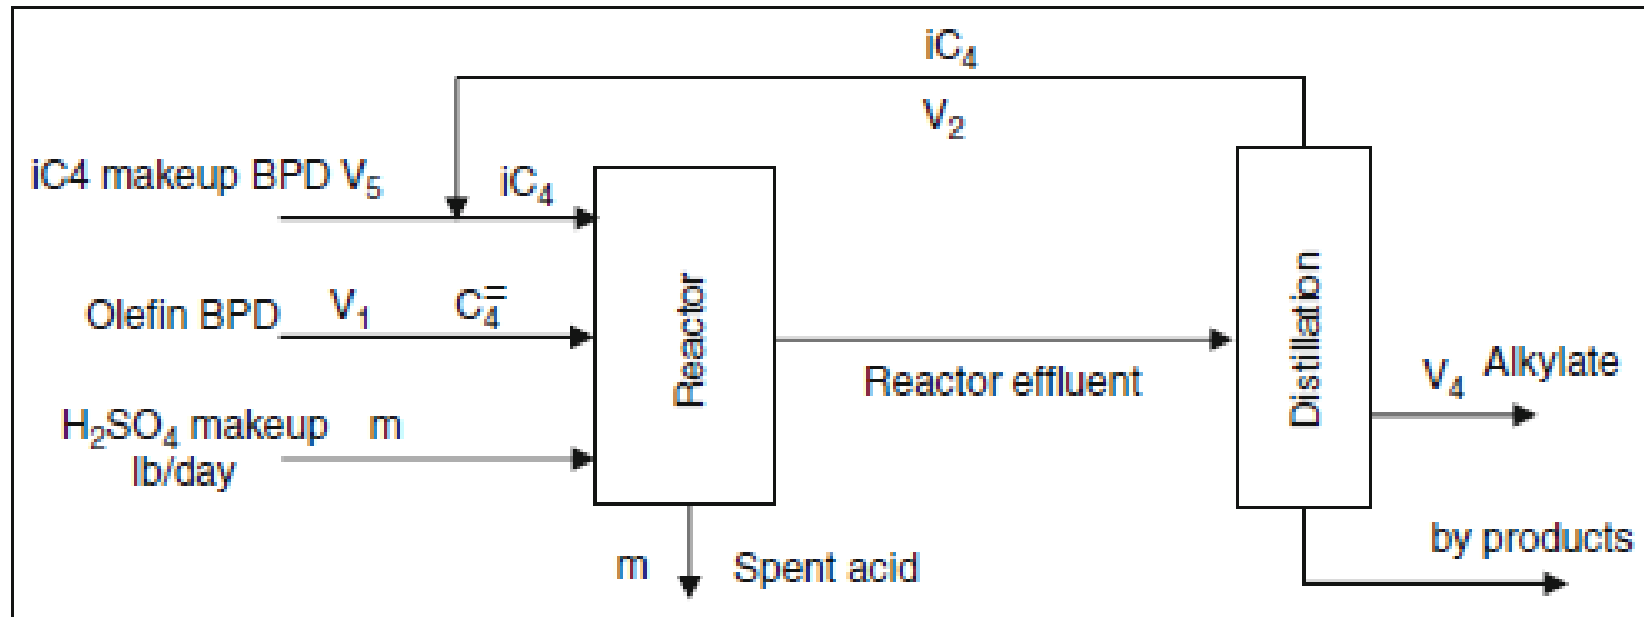 iC₄
V₂
iC4 makeup BPD V₅
iC₄
Olefin BPD V₁ C₄⁼
H₂SO₄ makeup m
lb/day
Reactor
Reactor effluent
Distillation
V₄ Alkylate
by products
m Spent acid